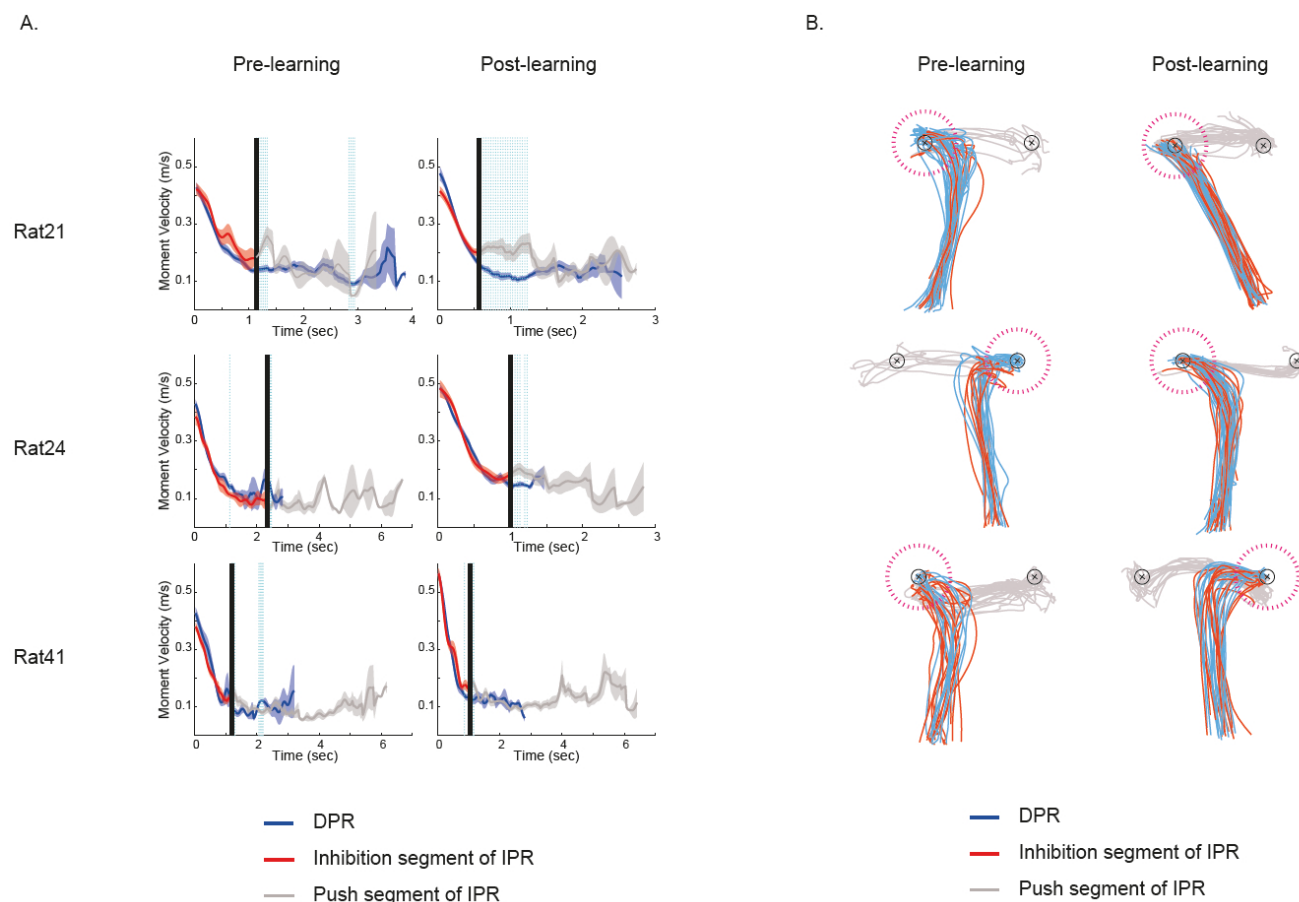 A.
B.
Pre-learning
Post-learning
Pre-learning
Post-learning
Rat21
Moment Velocity (m/s)
0.5
0.3
0.1
0 1 2 3 4
Time (sec)
0.5
0.3
0.1
0 1 2 3
Time (sec)
Rat24
Moment Velocity (m/s)
0.5
0.3
0.1
0 2 4 6
Time (sec)
0.5
0.3
0.1
0 1 2 3
Time (sec)
Rat41
Moment Velocity (m/s)
0.5
0.3
0.1
0 2 4 6
Time (sec)
0.5
0.3
0.1
0 2 4 6
Time (sec)
DPR
Inhibition segment of IPR
Push segment of IPR
DPR
Inhibition segment of IPR
Push segment of IPR